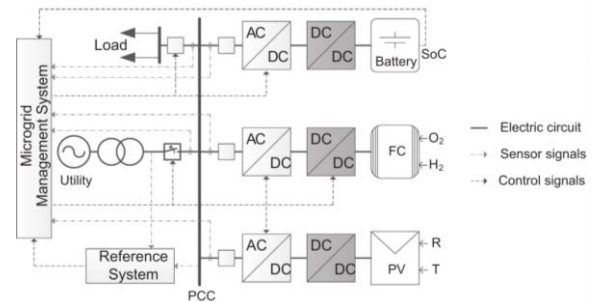 Load
AC
DC
DC
DC
Battery
SoC
Microgrid
Management System
Utility
AC
DC
DC
DC
FC
O₂
H₂
Electric circuit
Sensor signals
Control signals
Reference
System
AC
DC
DC
DC
PV
R
T
PCC